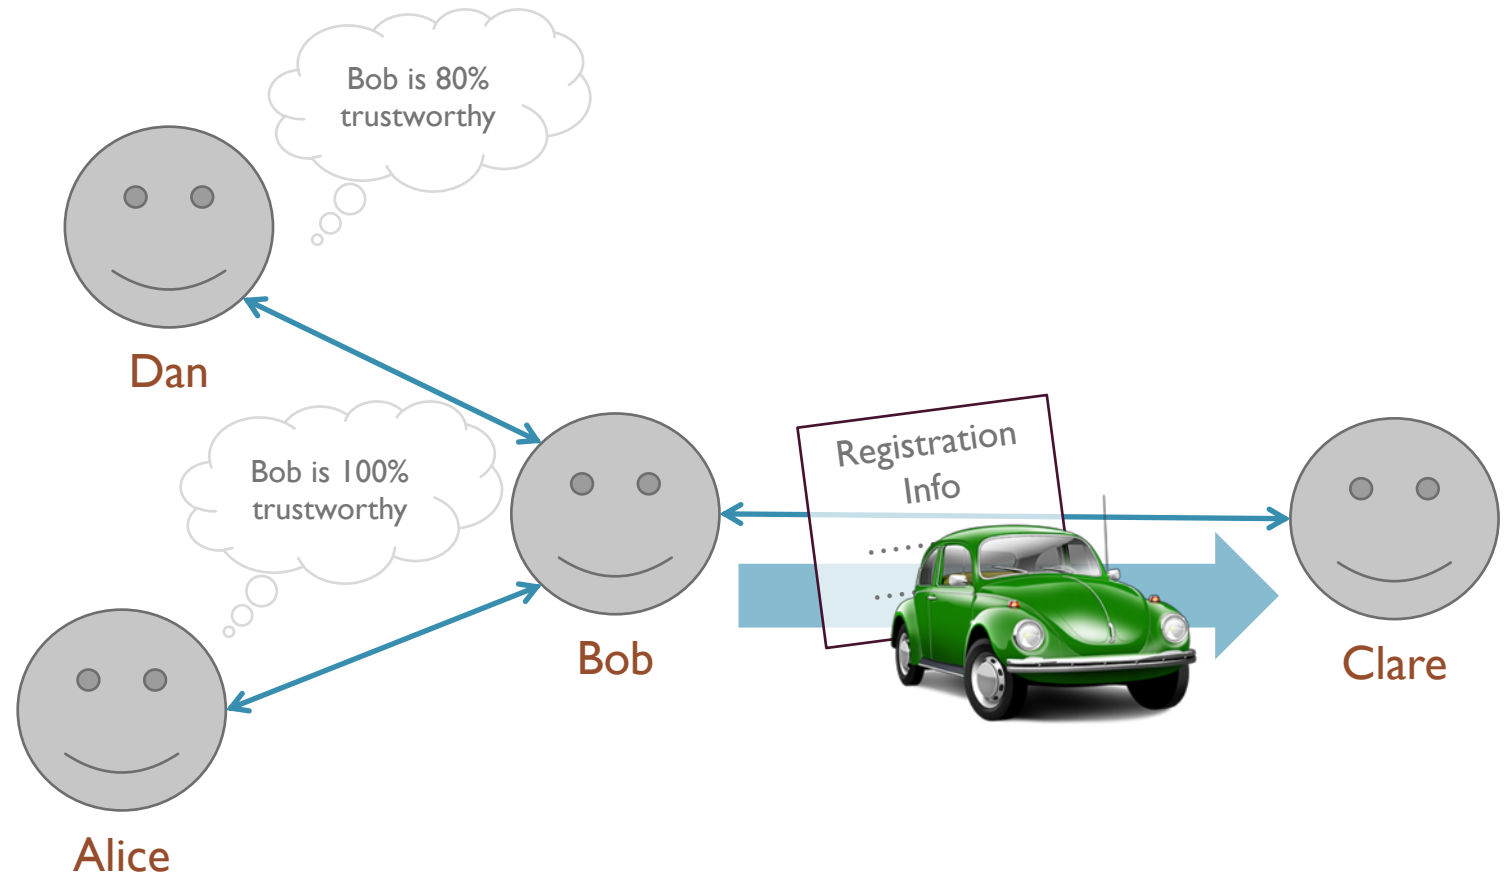 Bob is 80%
trustworthy
Dan
Bob is 100%
trustworthy
Registration
Info
......
....
Bob
Clare
Alice